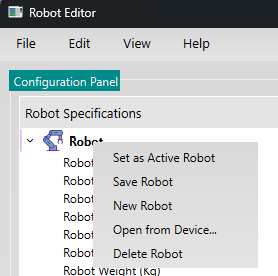 Robot Editor
File Edit View Help
Configuration Panel
Robot Specifications
Robot
Robot
Set as Active Robot
Robot
Save Robot
Robot
New Robot
Robot
Open from Device...
Robot
Delete Robot
Robot Weight (Kg)